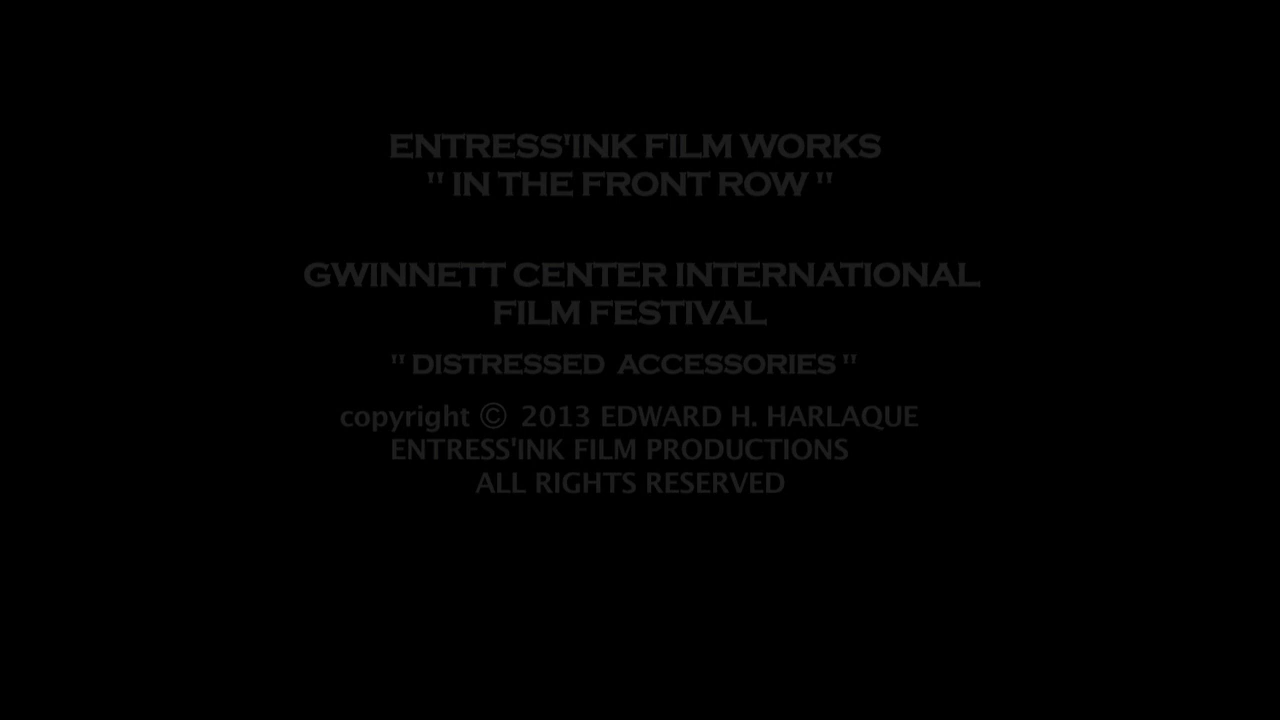 ENTRESS'INK FILM WORKS
" IN THE FRONT ROW "
GWINNETT CENTER INTERNATIONAL
FILM FESTIVAL
" DISTRESSED  ACCESSORIES "
copyright © 2013 EDWARD H. HARLAQUE
ENTRESS'INK FILM PRODUCTIONS
ALL RIGHTS RESERVED